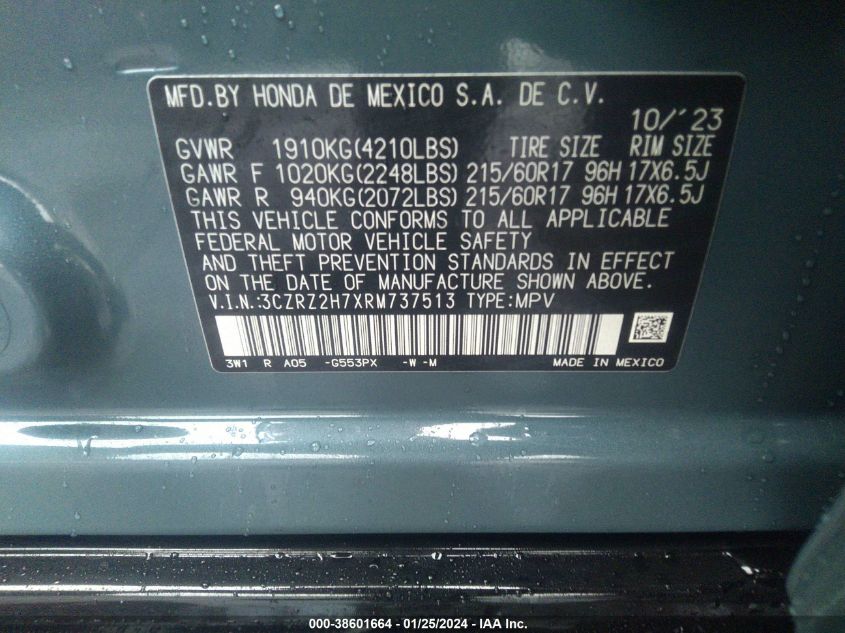 MFD.BY HONDA DE MEXICO S.A. DE C.V.
10/'23
GVWR 1910KG(4210LBS) TIRE SIZE RIM SIZE
GAWR F 1020KG(2248LBS) 215/60R17 96H 17X6.5J
GAWR R 940KG(2072LBS) 215/60R17 96H 17X6.5J
THIS VEHICLE CONFORMS TO ALL APPLICABLE
FEDERAL MOTOR VEHICLE SAFETY
AND THEFT PREVENTION STANDARDS IN EFFECT
ON THE DATE OF MANUFACTURE SHOWN ABOVE.
V.I.N.:3CZRZ2H7XRM737513 TYPE:MPV
3W1 R A05 -G553PX -W -M MADE IN MEXICO
000-38601664 - 01/25/2024 - IAA Inc.